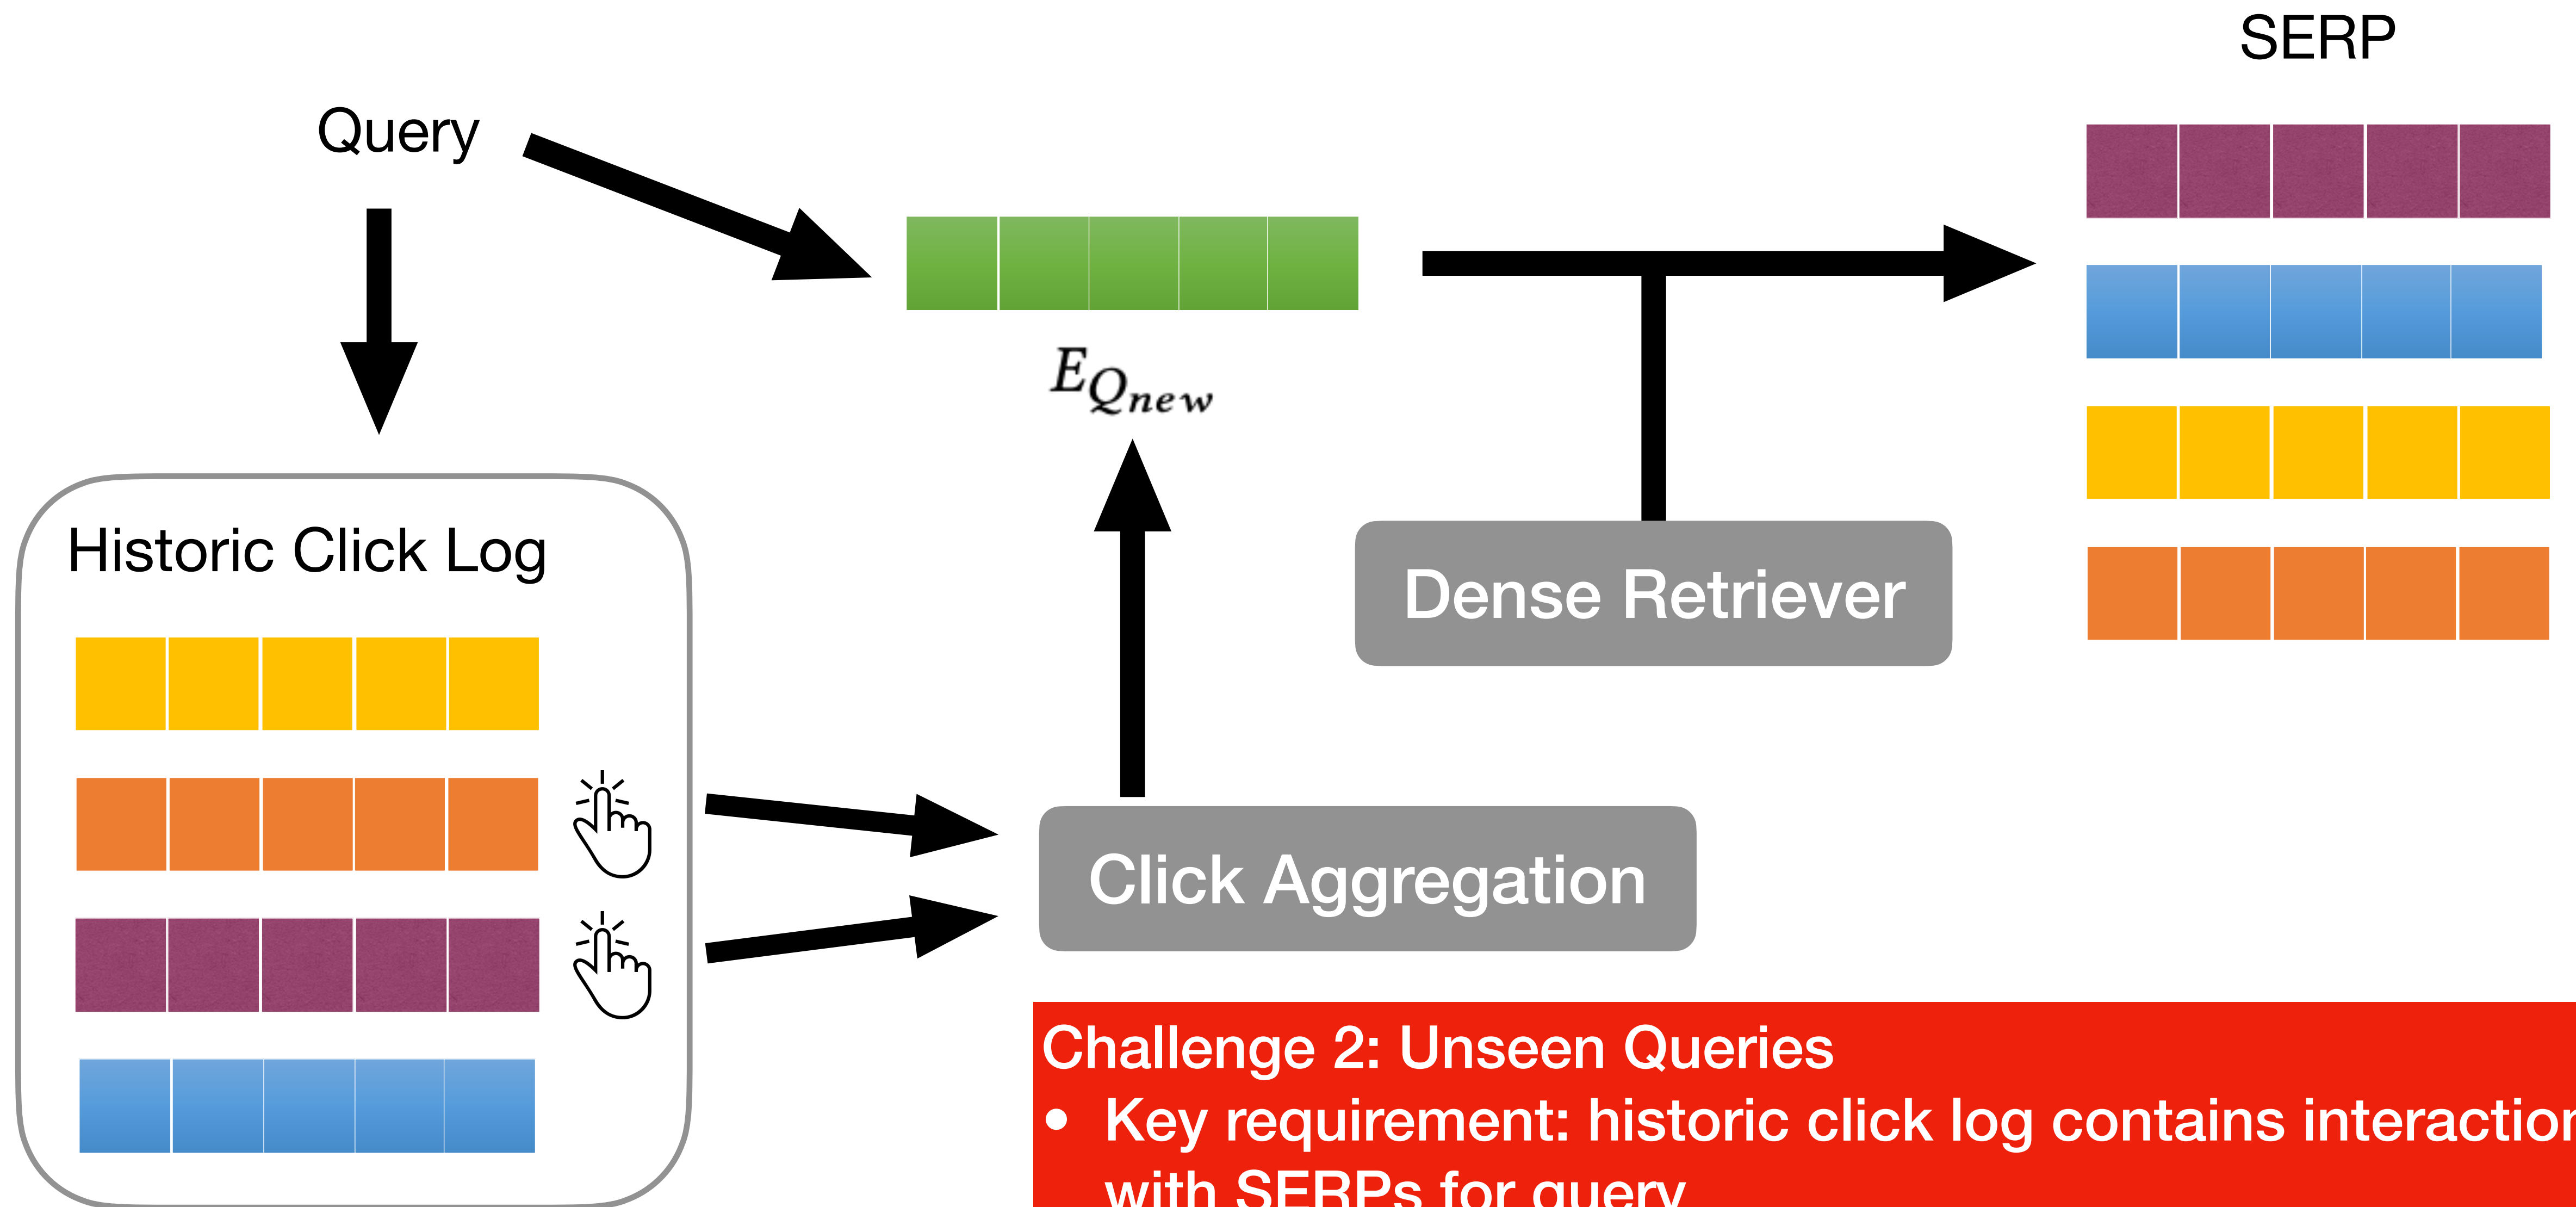 SERP
Query
E_{Q_{new}}
Historic Click Log
Dense Retriever
Click Aggregation
Challenge 2: Unseen Queries
• Key requirement: historic click log contains interaction
with SERPs for query